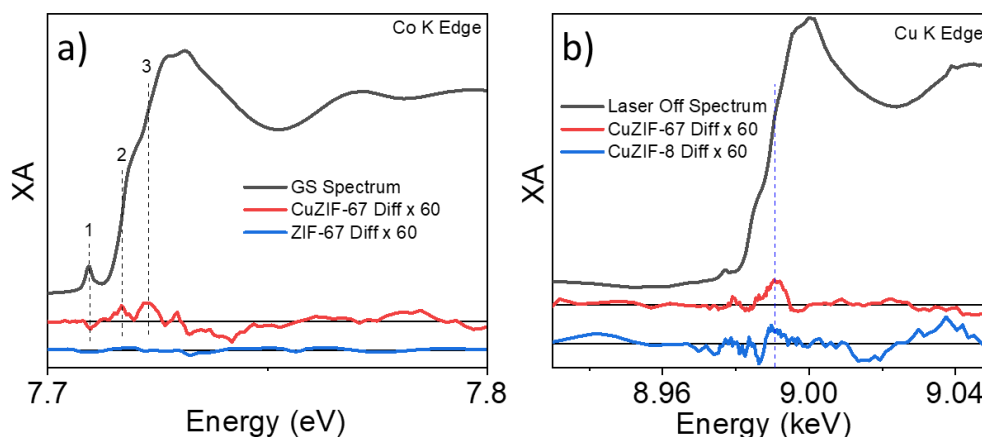 a)
Co K Edge
1
2
3
GS Spectrum
CuZIF-67 Diff x 60
ZIF-67 Diff x 60
XA
7.7
7.8
Energy (eV)
b)
Cu K Edge
Laser Off Spectrum
CuZIF-67 Diff x 60
CuZIF-8 Diff x 60
XA
8.96
9.00
9.04
Energy (keV)